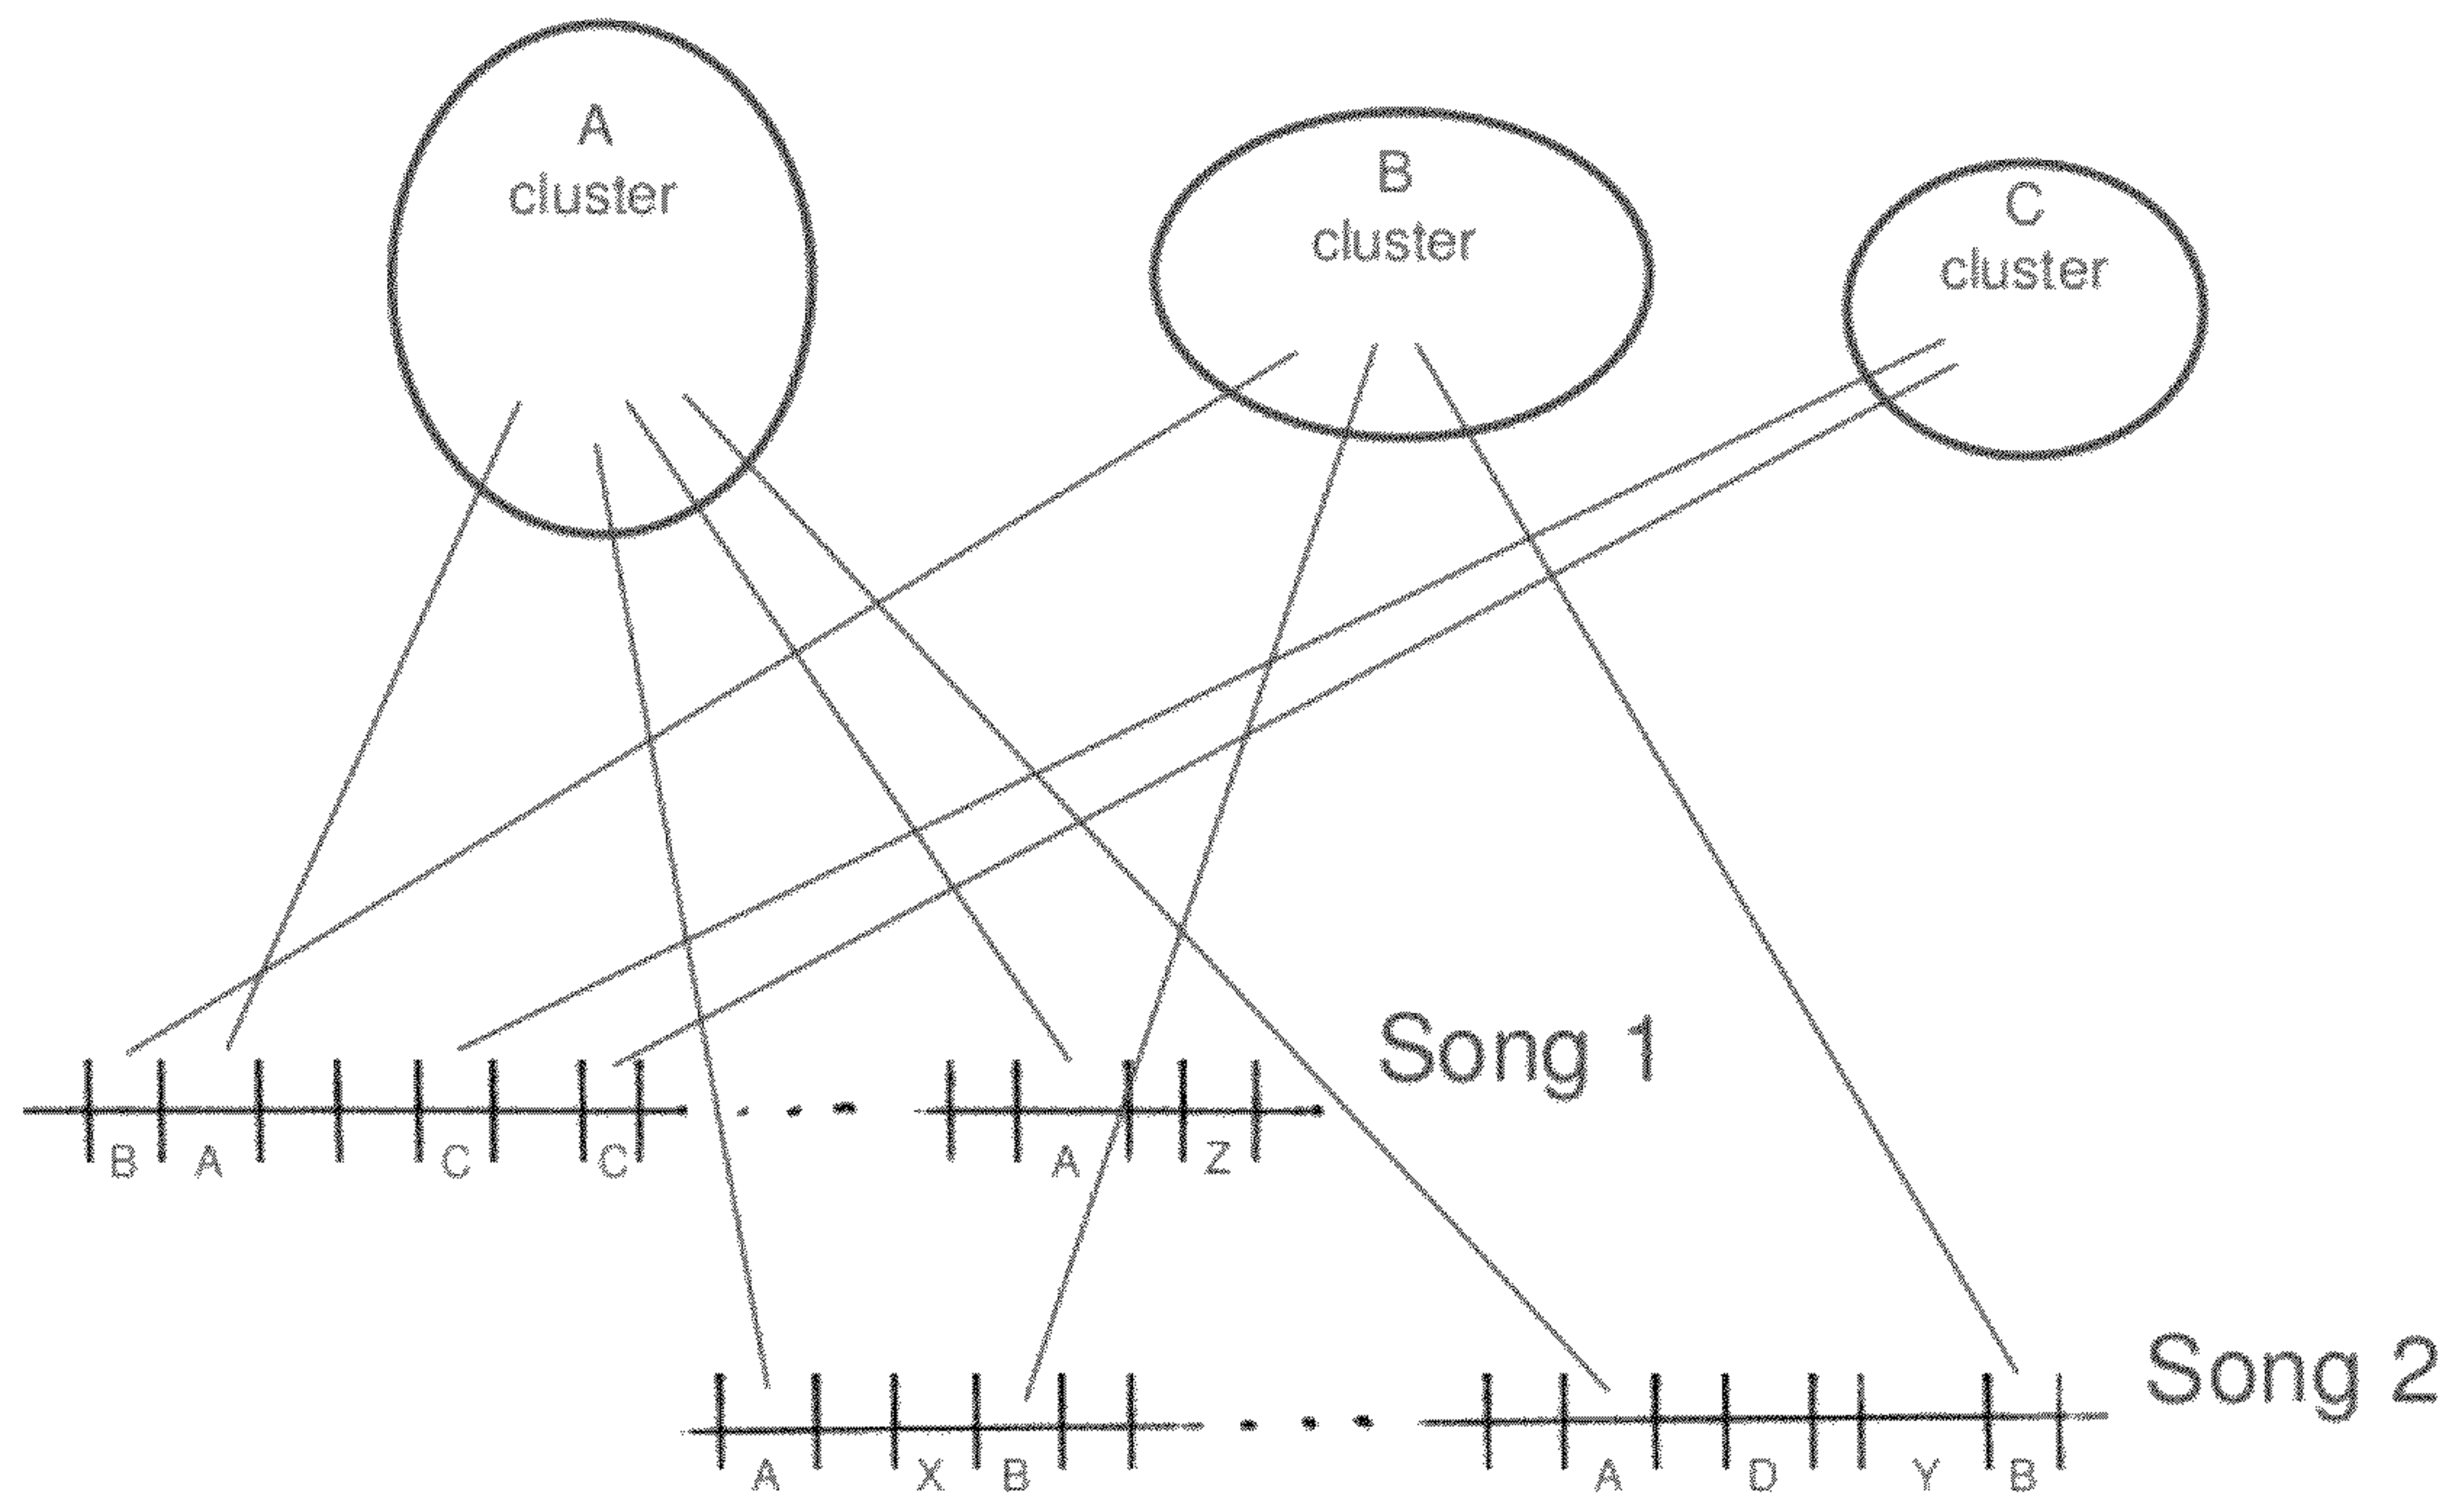 A
cluster
B
cluster
C
cluster
Song 1
B A C C A Z
Song 2
A X B A D Y B